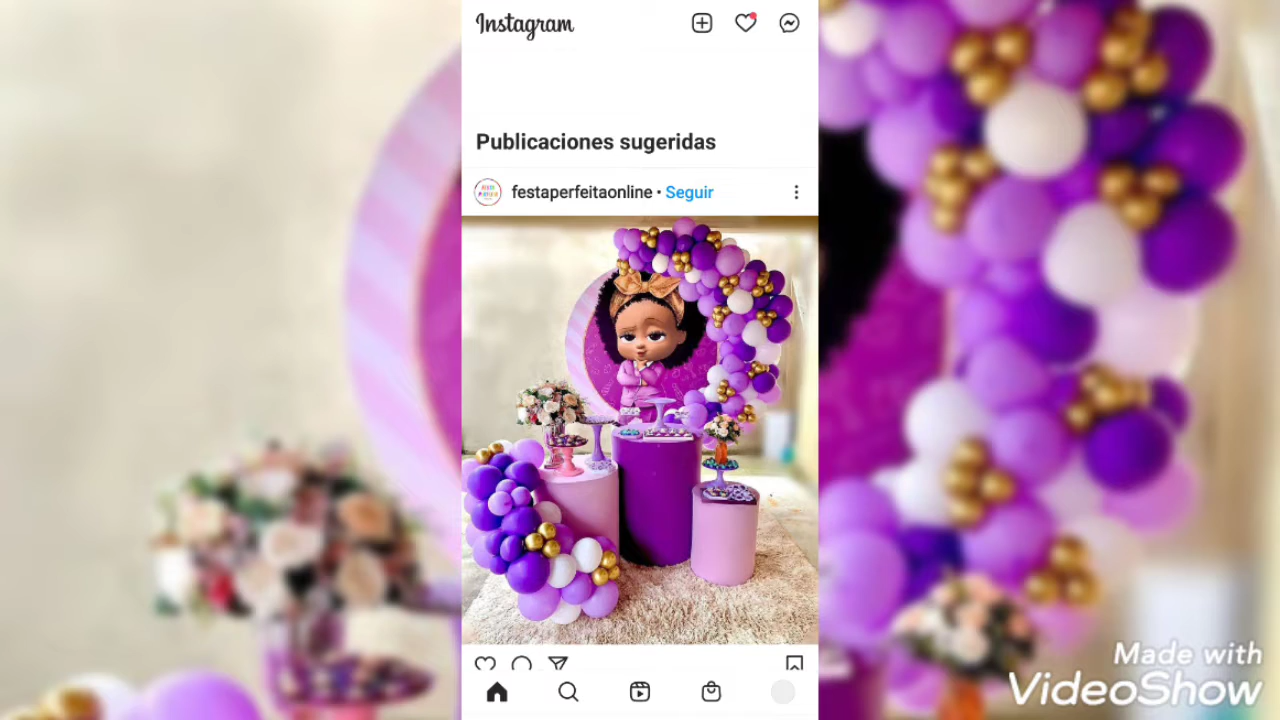 Instagram
Publicaciones sugeridas
festaperfeitaonline • Seguir
Made with
VideoShow